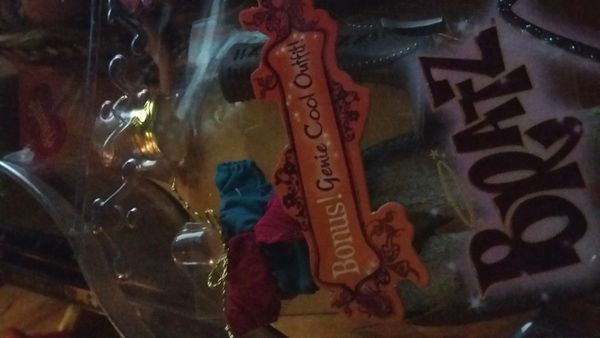 BRATZ
Bonus! Genie Cool Outfit!